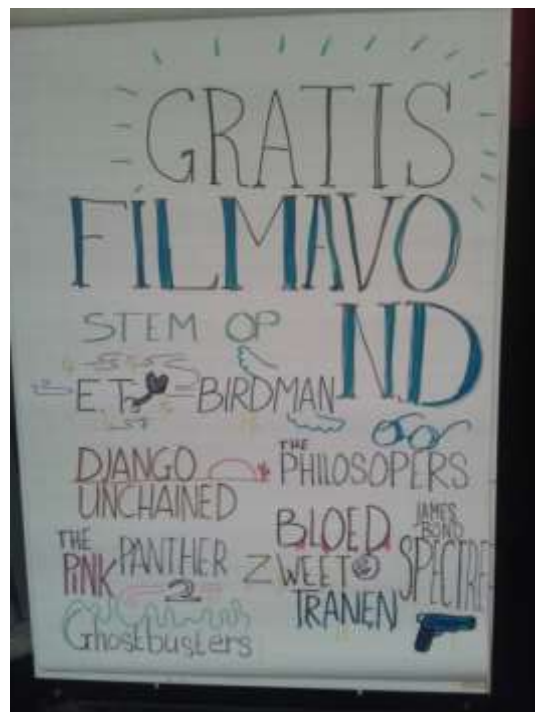 GRATIS
FILMAVO
ND
STEM OP
E.T. BIRDMAN
DJANGO
UNCHAINED
THE
PHILOSOPERS
THE
PINK PANTHER
2
BLOED
ZWEET
TRANEN
JAMES
BOND
SPECTRE
Ghostbusters